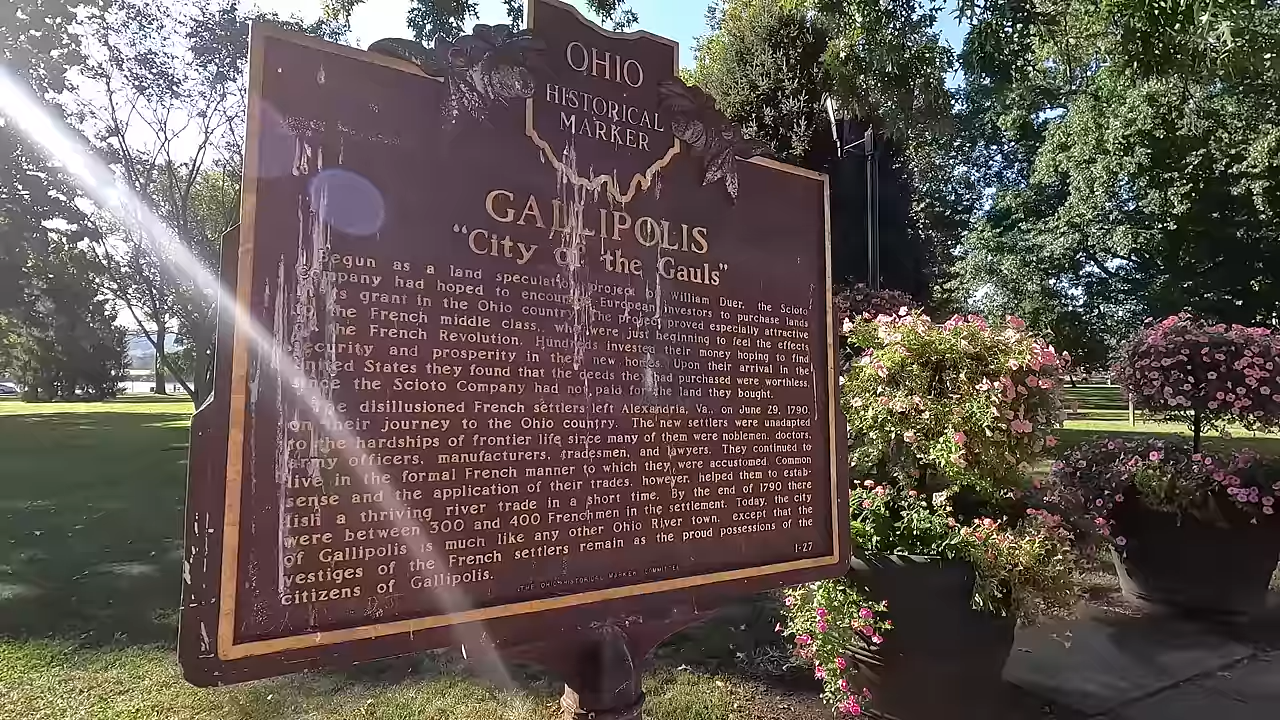 OHIO
HISTORICAL
MARKER
GALLIPOLIS
"City of the Gauls"
Begun as a land speculation project by William Duer, the Scioto
Company had hoped to encourage European investors to purchase lands
its grant in the Ohio country. The project proved especially attractive
to the French middle class, who were just beginning to feel the effects
the French Revolution. Hundreds invested their money hoping to find
security and prosperity in their new homes. Upon their arrival in the
United States they found that the deeds they had purchased were worthless,
since the Scioto Company had not paid for the land they bought.
The disillusioned French settlers left Alexandria, Va., on June 29, 1790,
on their journey to the Ohio country. The new settlers were unadapted
to the hardships of frontier life since many of them were noblemen, doctors,
army officers, manufacturers, tradesmen, and lawyers. They continued to
live in the formal French manner to which they were accustomed. Common
sense and the application of their trades, however, helped them to estab-
lish a thriving river trade in a short time. By the end of 1790 there
were between 300 and 400 Frenchmen in the settlement. Today, the city
of Gallipolis is much like any other Ohio River town, except that the
vestiges of the French settlers remain as the proud possessions of the
citizens of Gallipolis.
THE OHIO HISTORICAL MARKER COMMITTEE
1-27